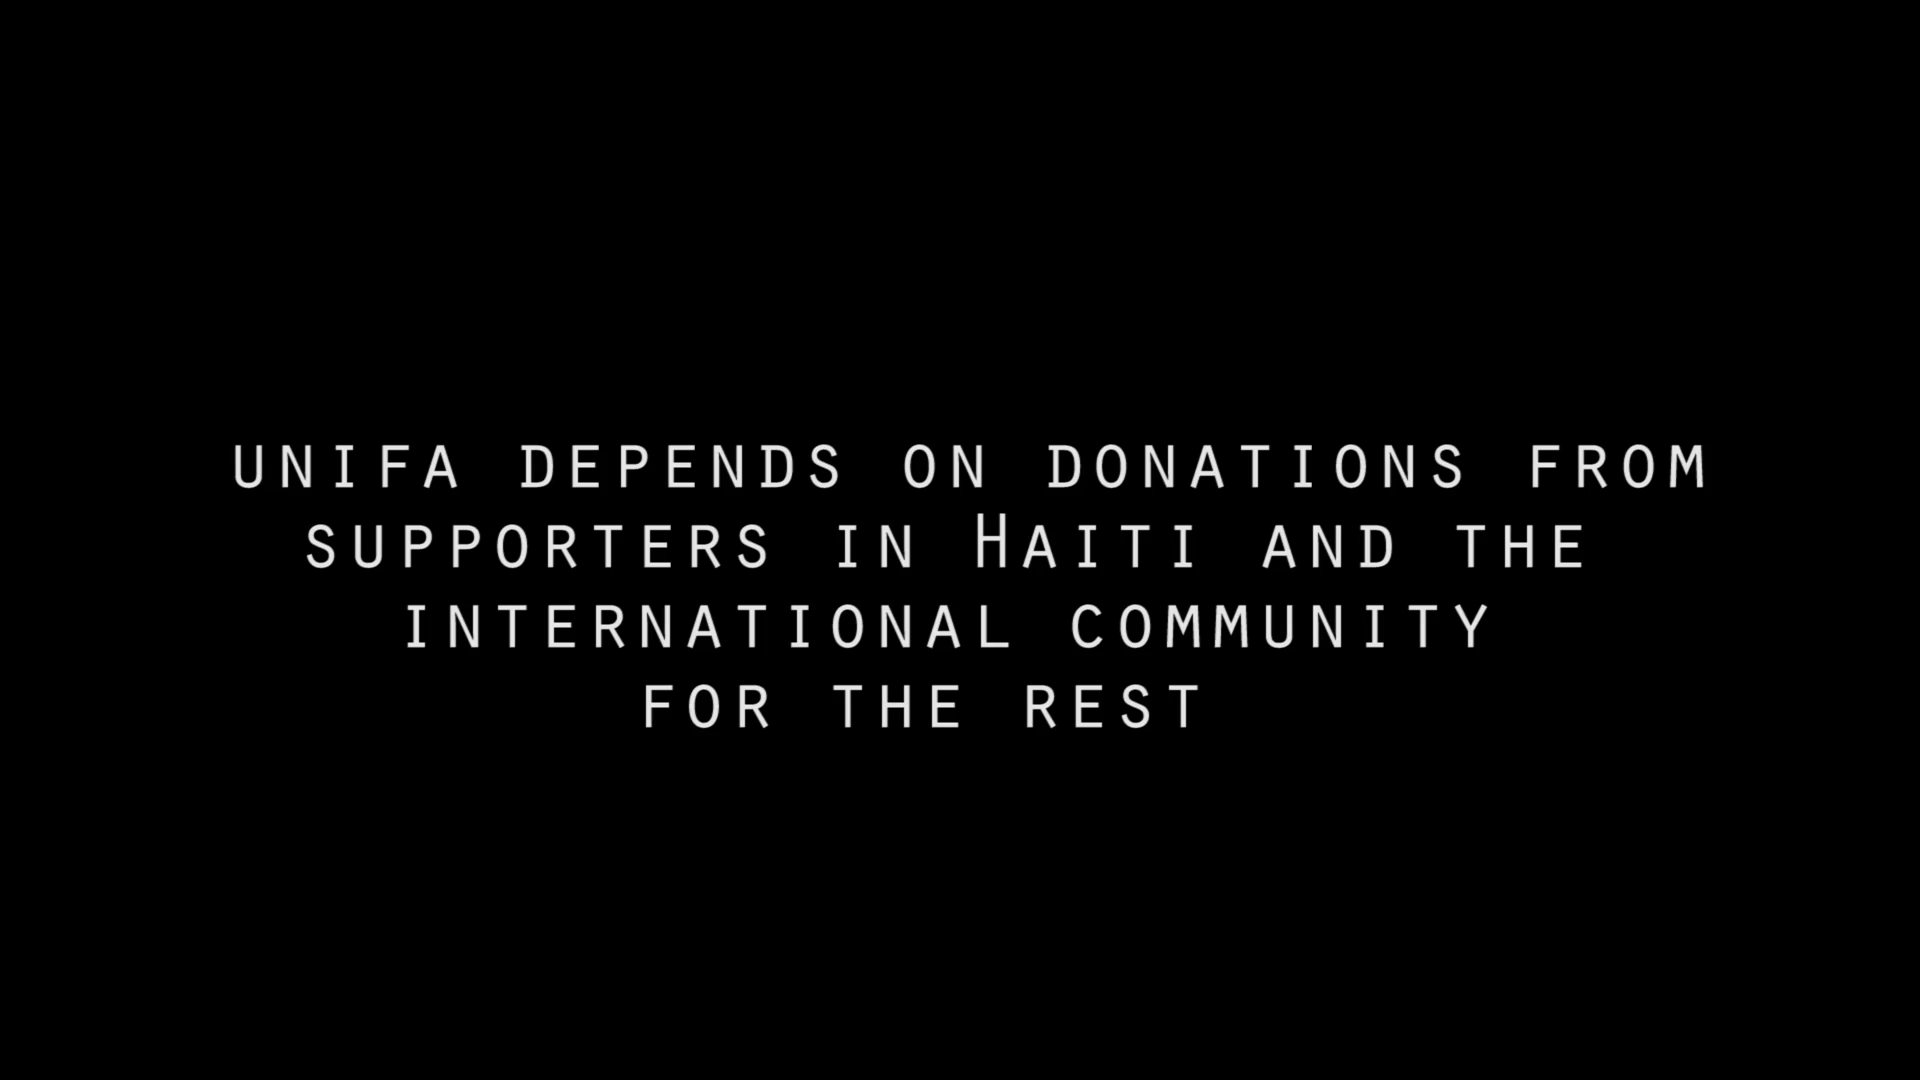 UNIFA DEPENDS ON DONATIONS FROM
SUPPORTERS IN HAITI AND THE
INTERNATIONAL COMMUNITY
FOR THE REST